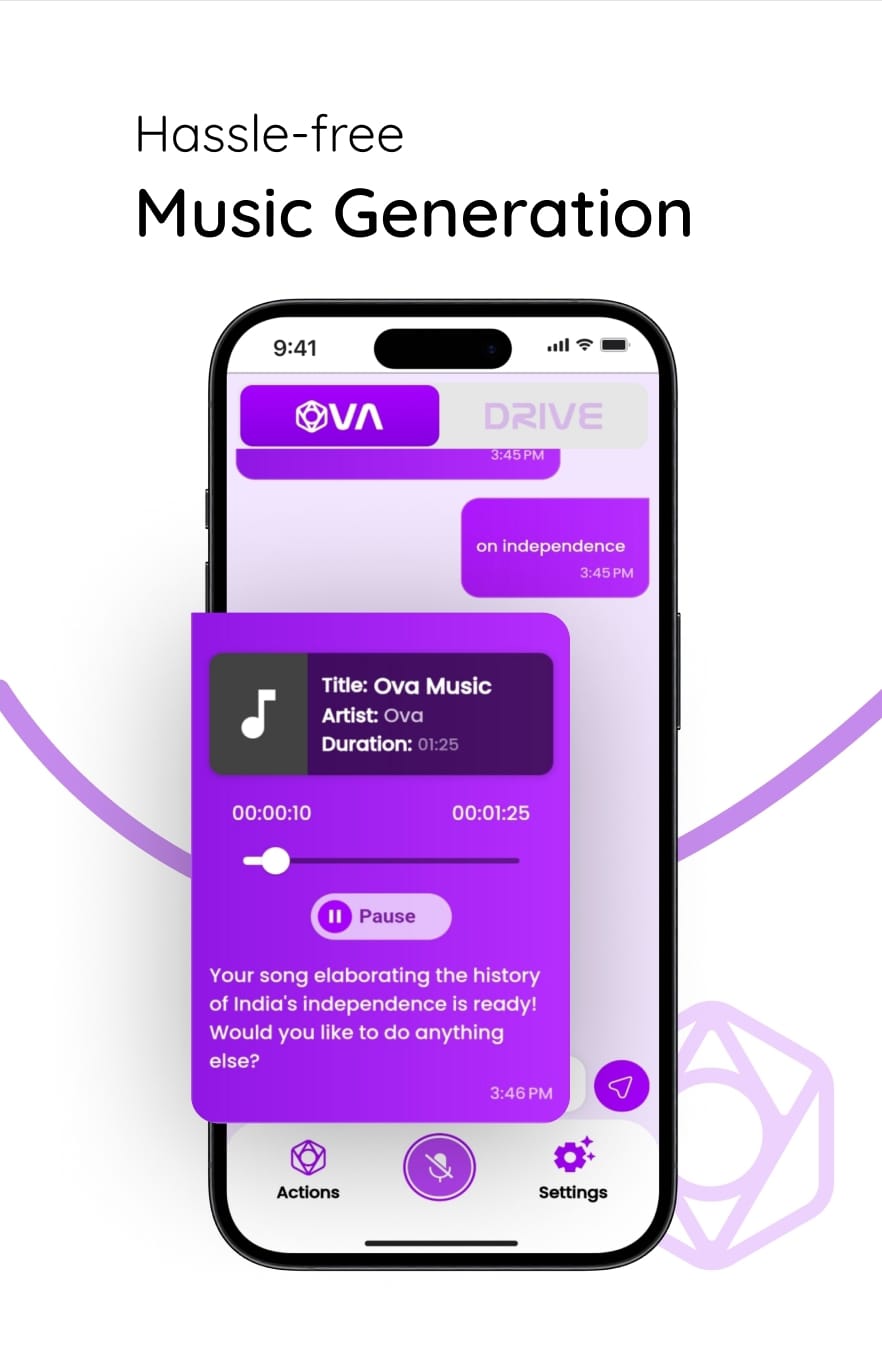 Hassle-free
Music Generation
9:41
OVA
DRIVE
3:45 PM
on independence
3:45 PM
Title: Ova Music
Artist: Ova
Duration: 01:25
00:00:10
00:01:25
Pause
Your song elaborating the history
of India's independence is ready!
Would you like to do anything
else?
3:46 PM
Actions
Settings